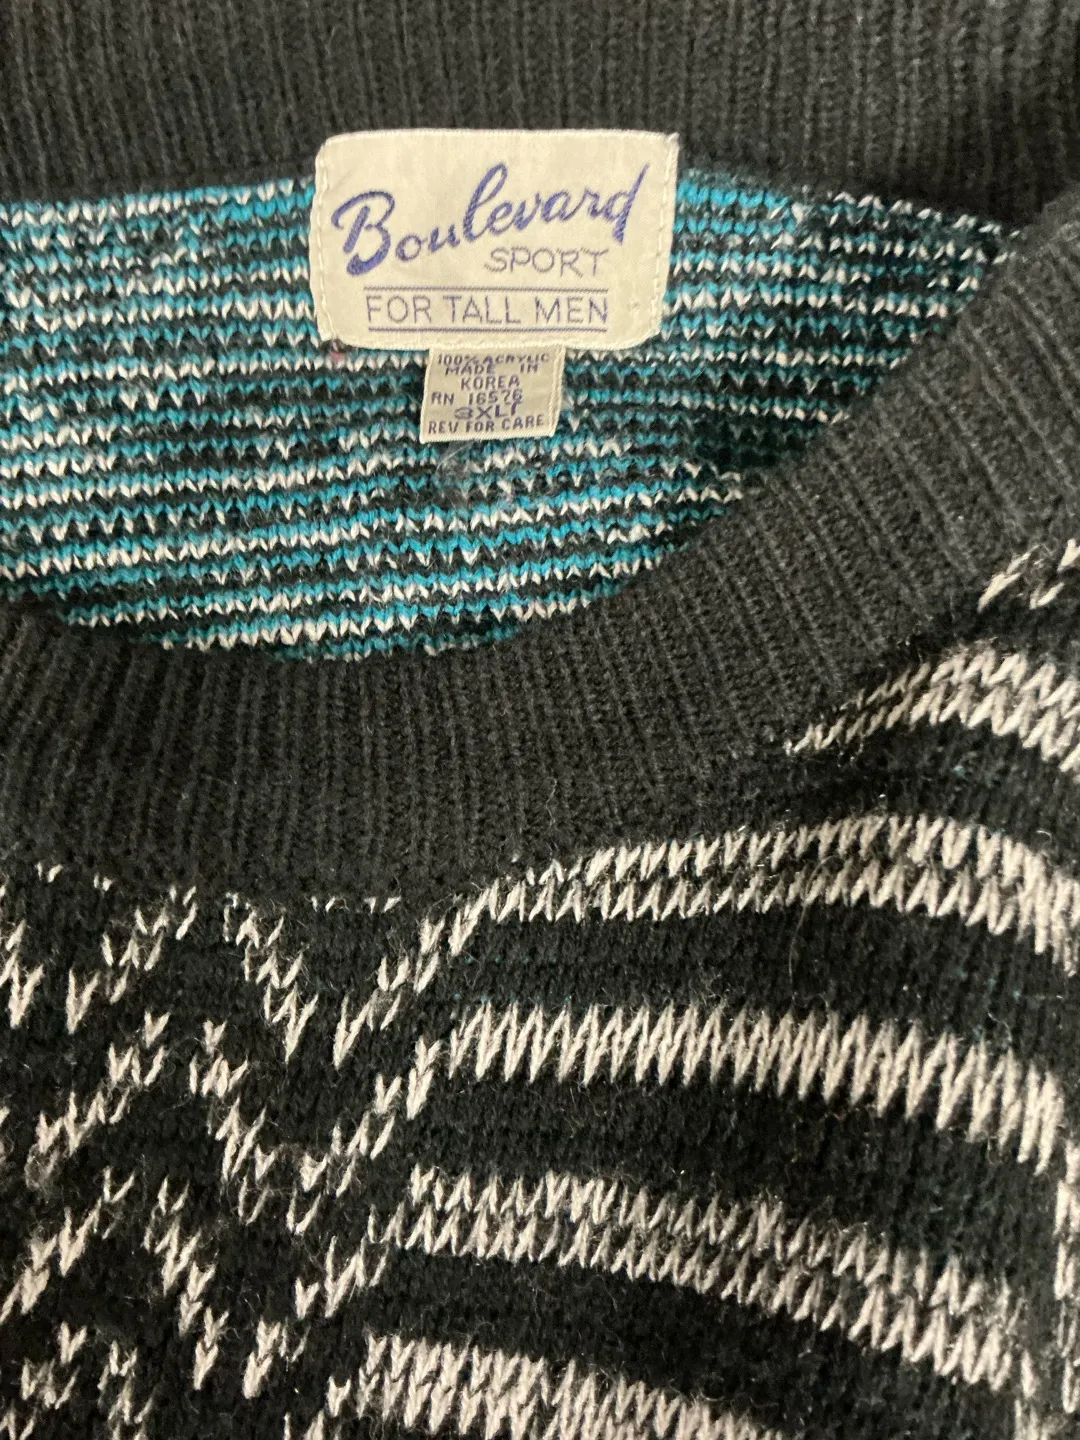 Boulevard
SPORT
FOR TALL MEN
100% ACRYLIC
MADE IN
KOREA
RN 16576
3XLT
REV FOR CARE